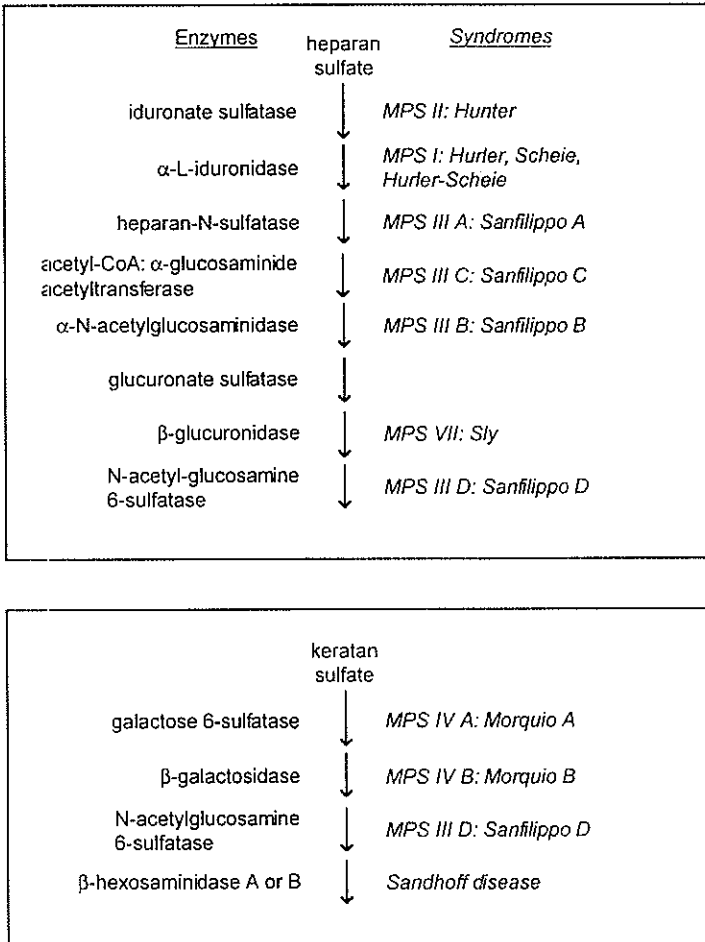 Enzymes heparan sulfate Syndromes
iduronate sulfatase MPS II: Hunter
α-L-iduronidase MPS I: Hurler, Scheie,
Hurler-Scheie
heparan-N-sulfatase MPS III A: Sanfilippo A
acetyl-CoA: α-glucosaminide
acetyltransferase MPS III C: Sanfilippo C
α-N-acetylglucosaminidase MPS III B: Sanfilippo B
glucuronate sulfatase
β-glucuronidase MPS VII: Sly
N-acetyl-glucosamine
6-sulfatase MPS III D: Sanfilippo D
keratan
sulfate
galactose 6-sulfatase MPS IV A: Morquio A
β-galactosidase MPS IV B: Morquio B
N-acetylglucosamine
6-sulfatase MPS III D: Sanfilippo D
β-hexosaminidase A or B Sandhoff disease